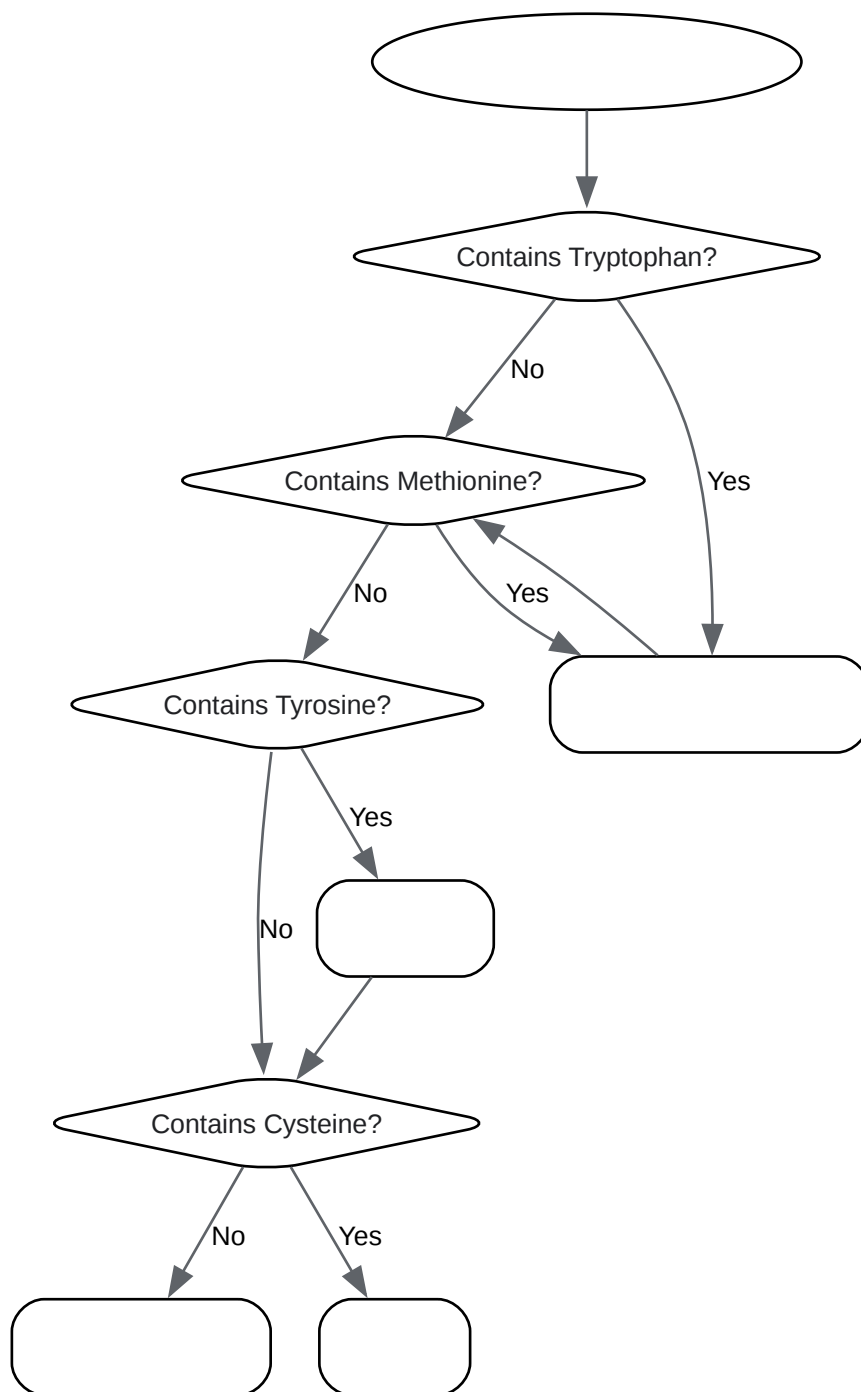 Contains Tryptophan?
No
Contains Methionine?
Yes
Yes
No
Contains Tyrosine?
Yes
No
Contains Cysteine?
No
Yes